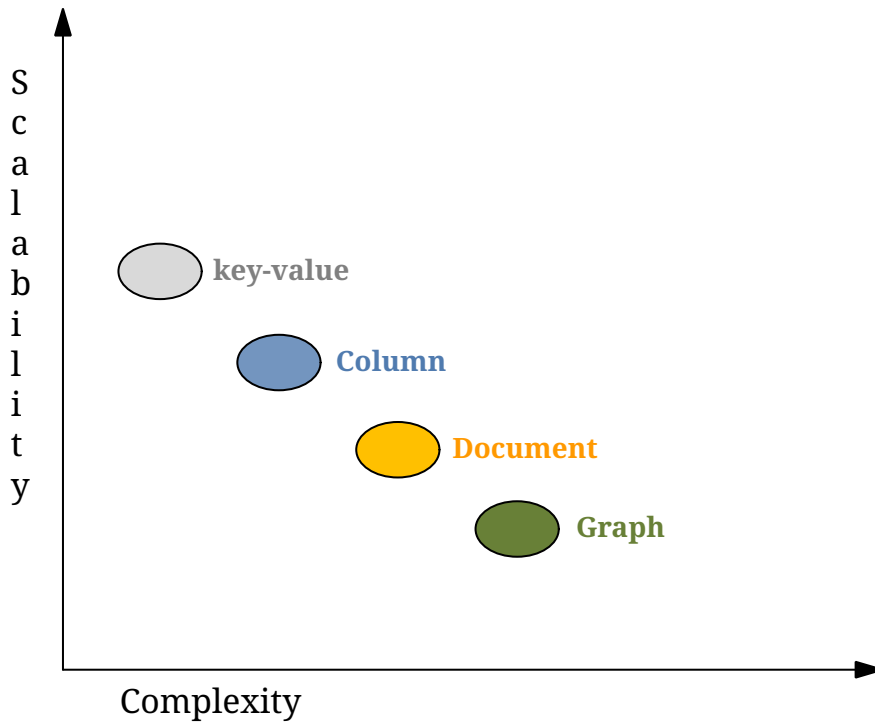 Scalability
key-value
Column
Document
Graph
Complexity